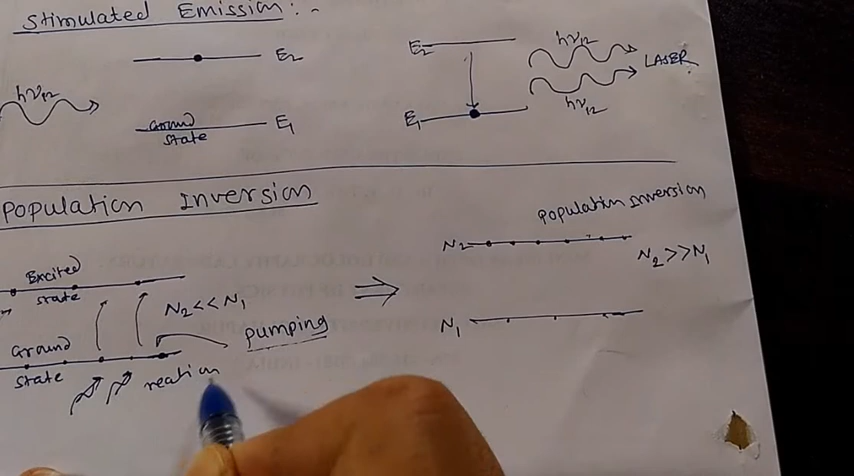 Stimulated Emission:-
hν12
E2
Ground
state
E1
E2
E1
hν12
hν12
LASER
Population Inversion
Excited
state
N2<<N1
Ground
state
pumping
reation
population inversion
N2
N2>>N1
N1